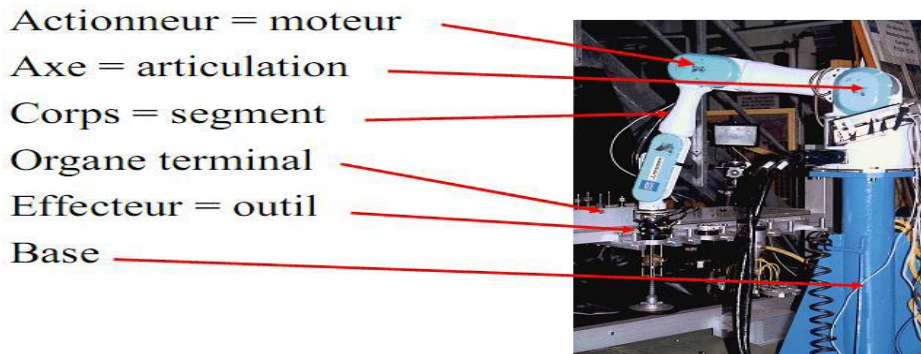 Actionneur = moteur
Axe = articulation
Corps = segment
Organe terminal
Effecteur = outil
Base